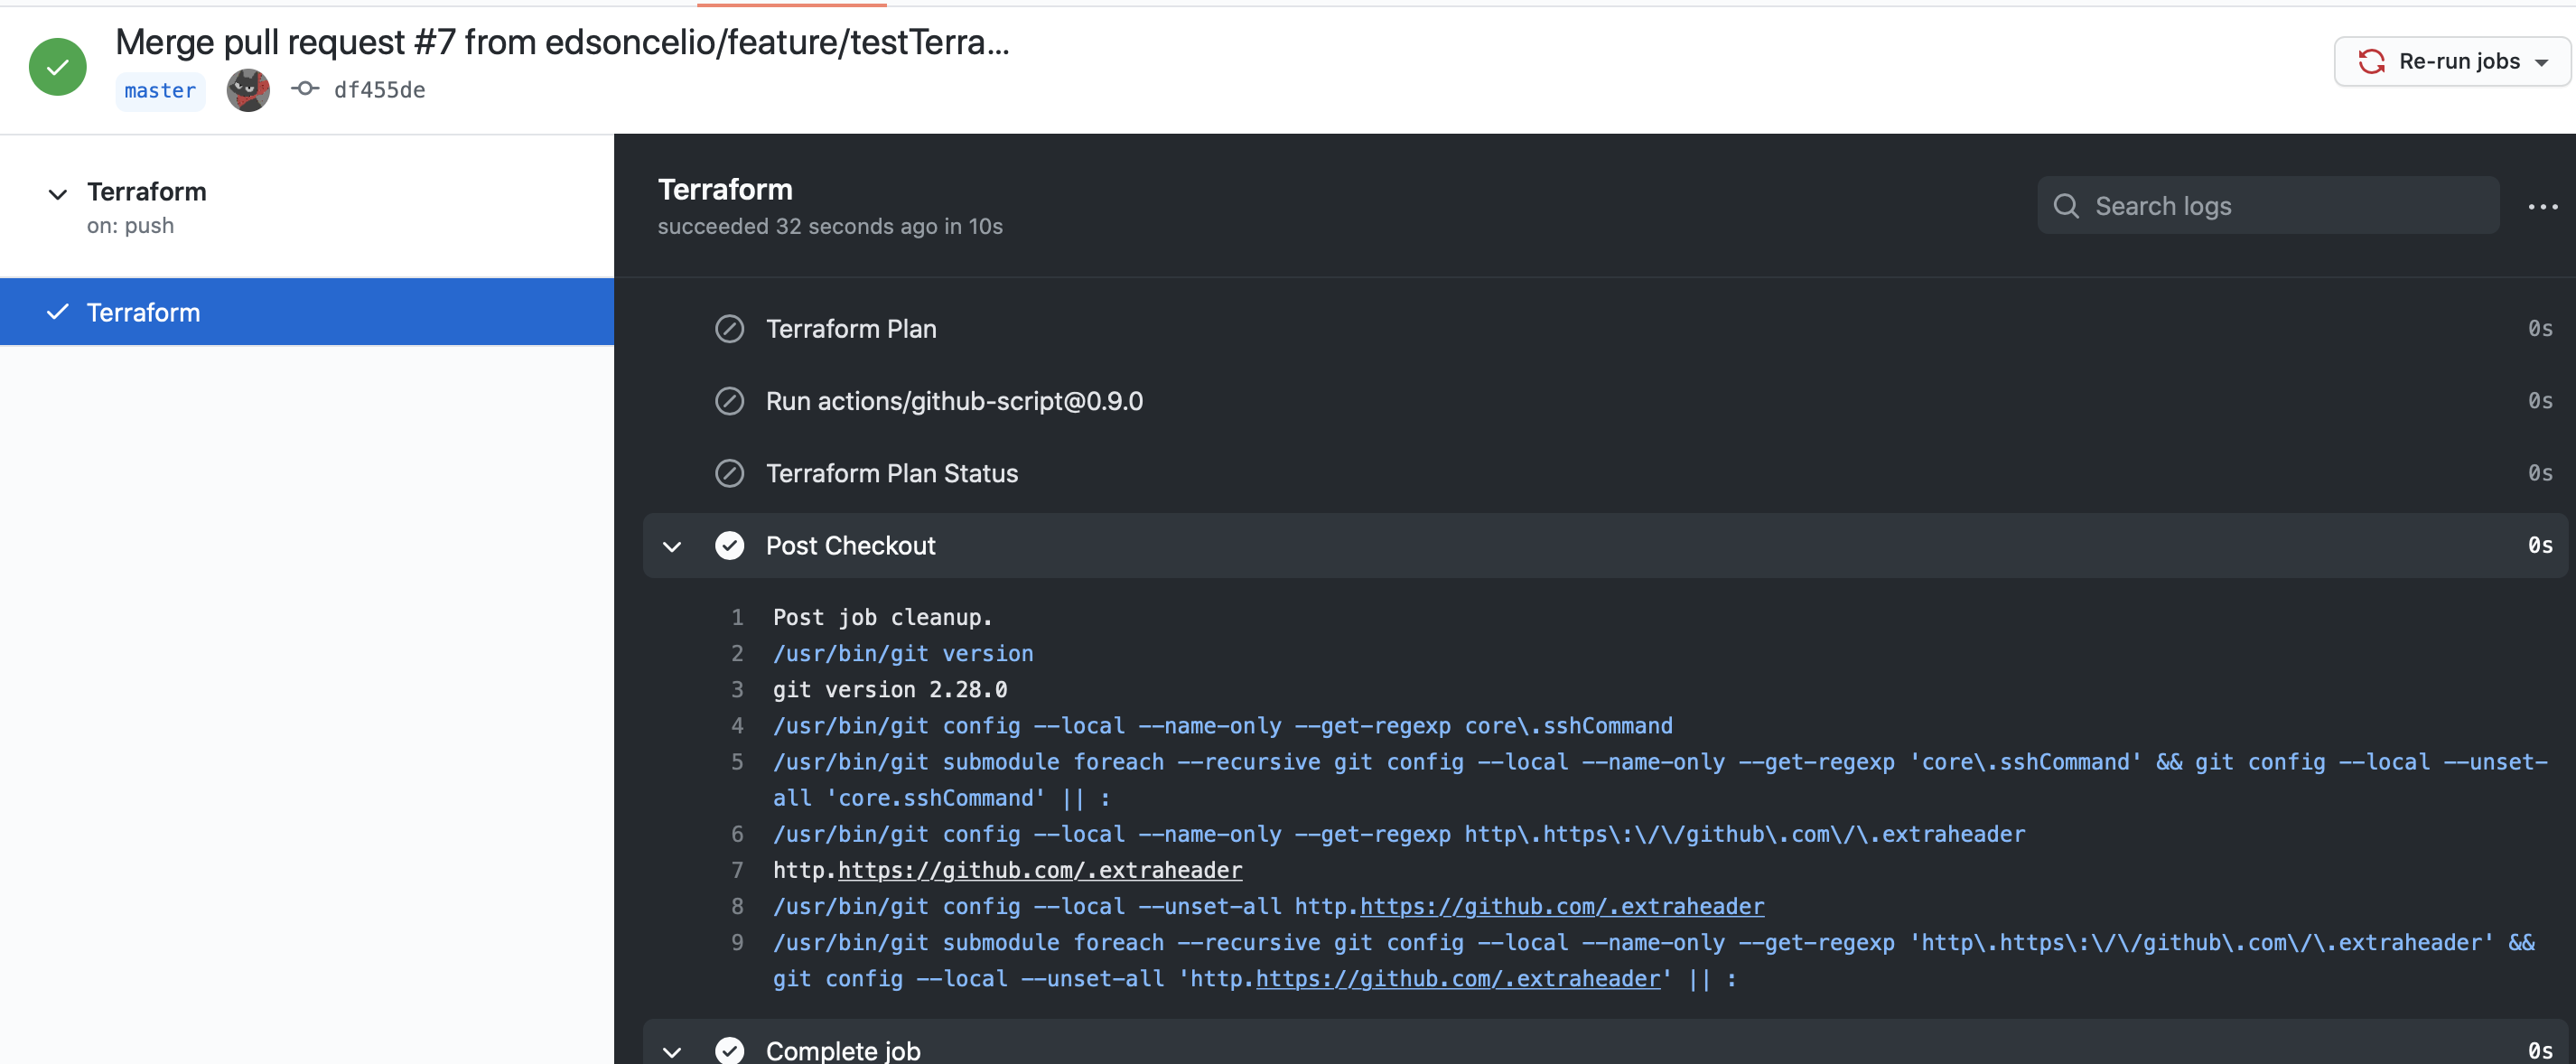 Merge pull request #7 from edsoncelio/feature/testTerra...
master df455de
Re-run jobs
Terraform
on: push
Terraform
Terraform
succeeded 32 seconds ago in 10s
Search logs
Terraform Plan 0s
Run actions/github-script@0.9.0 0s
Terraform Plan Status 0s
Post Checkout 0s
1 Post job cleanup.
2 /usr/bin/git version
3 git version 2.28.0
4 /usr/bin/git config --local --name-only --get-regexp core\.sshCommand
5 /usr/bin/git submodule foreach --recursive git config --local --name-only --get-regexp 'core\.sshCommand' && git config --local --unset-
all 'core.sshCommand' || :
6 /usr/bin/git config --local --name-only --get-regexp http\.https\:\/\/github\.com\/\.extraheader
7 http.https://github.com/.extraheader
8 /usr/bin/git config --local --unset-all http.https://github.com/.extraheader
9 /usr/bin/git submodule foreach --recursive git config --local --name-only --get-regexp 'http\.https\:\/\/github\.com\/\.extraheader' &&
git config --local --unset-all 'http.https://github.com/.extraheader' || :
Complete job 0s